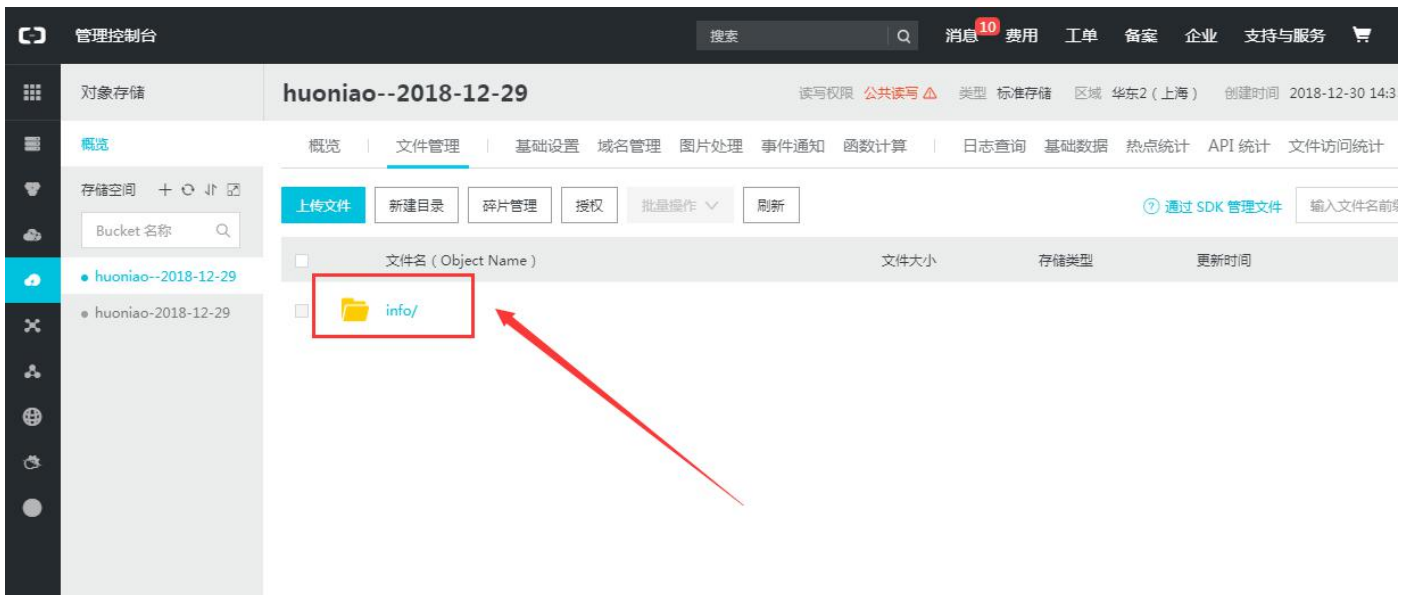 管理控制台 搜索 消息 10 费用 工单 备案 企业 支持与服务
对象存储 huoniao--2018-12-29 读写权限 公共读写 类型 标准存储 区域 华东2(上海) 创建时间 2018-12-30 14:3
概览 概览 文件管理 基础设置 域名管理 图片处理 事件通知 函数计算 日志查询 基础数据 热点统计 API 统计 文件访问统计
存储空间 上传文件 新建目录 碎片管理 授权 批量操作 刷新 通过 SDK 管理文件 输入文件名前
Bucket 名称
文件名(Object Name) 文件大小 存储类型 更新时间
huoniao--2018-12-29
huoniao-2018-12-29 info/